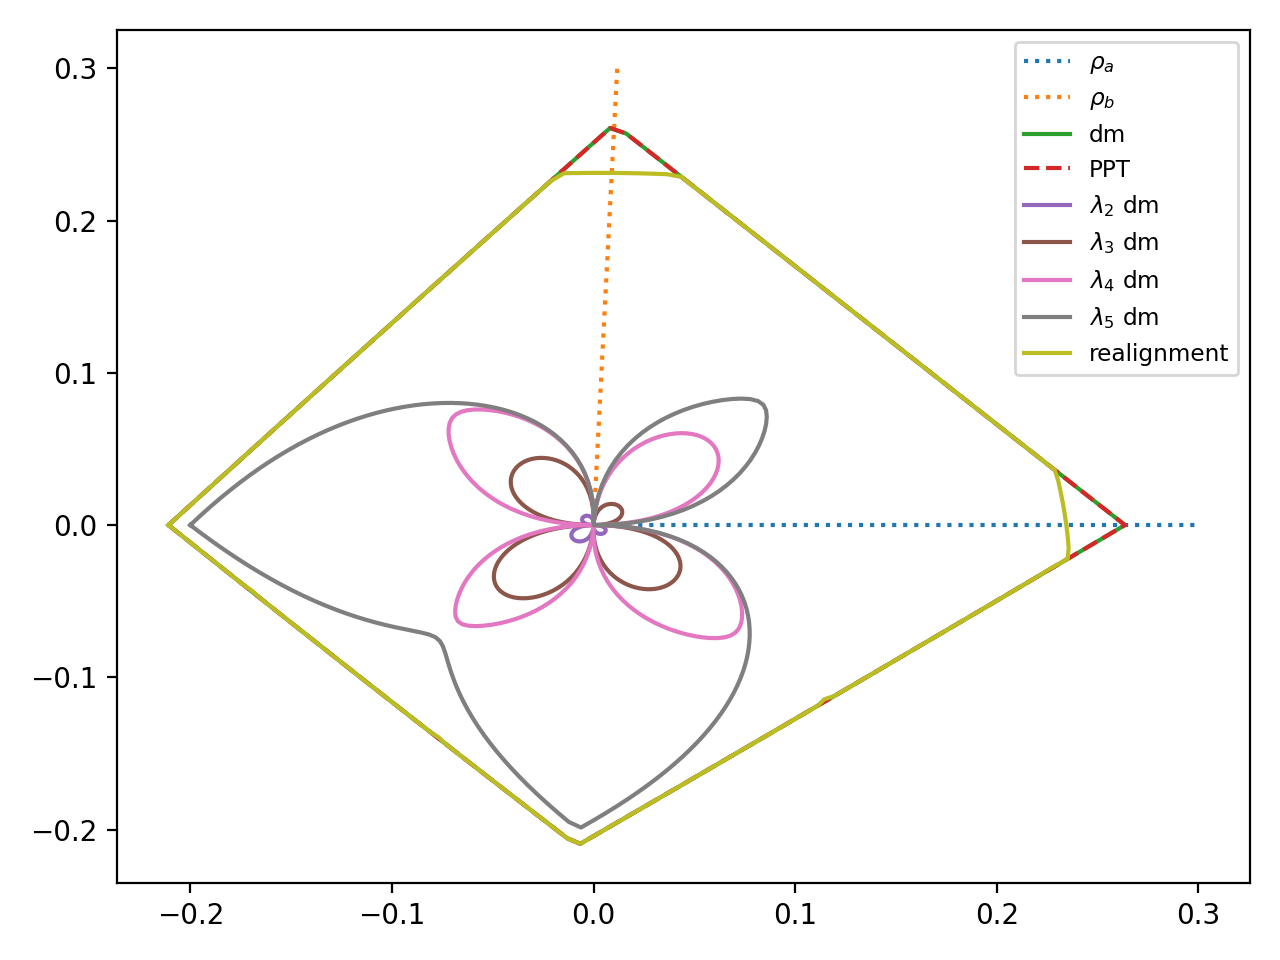 0.3
0.2
0.1
0.0
−0.1
−0.2
−0.2 −0.1 0.0 0.1 0.2 0.3
ρₐ
ρ_b
dm
PPT
λ₂ dm
λ₃ dm
λ₄ dm
λ₅ dm
realignment